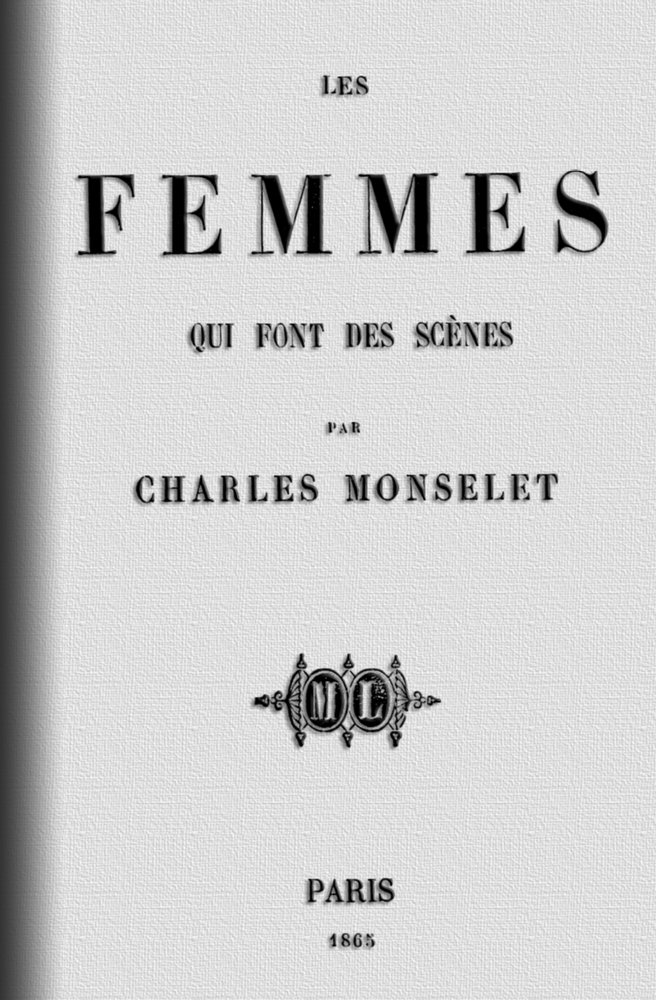 LES
FEMMES
QUI FONT DES SCÈNES
PAR
CHARLES MONSELET
ML
PARIS
1865